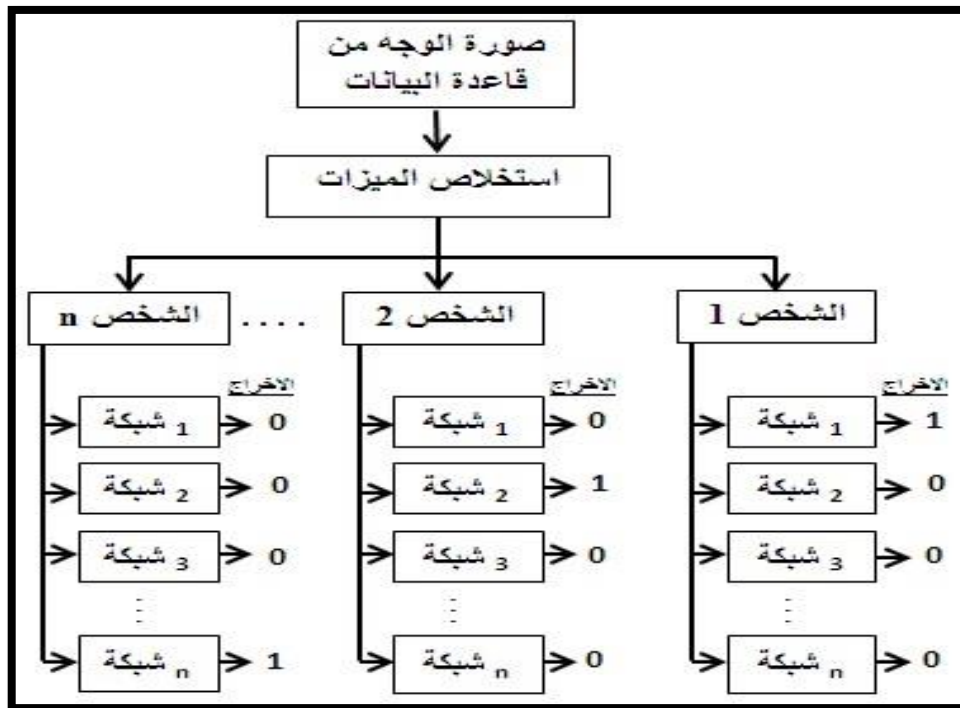 صورة الوجه من
قاعدة البيانات
استخلاص الميزات
الشخص 1
الشخص 2
....
الشخص n
الاخراج
شبكة 1
1
شبكة 2
0
شبكة 3
0
⋮
شبكة n
0
الاخراج
شبكة 1
0
شبكة 2
1
شبكة 3
0
⋮
شبكة n
0
الاخراج
شبكة 1
0
شبكة 2
0
شبكة 3
0
⋮
شبكة n
1